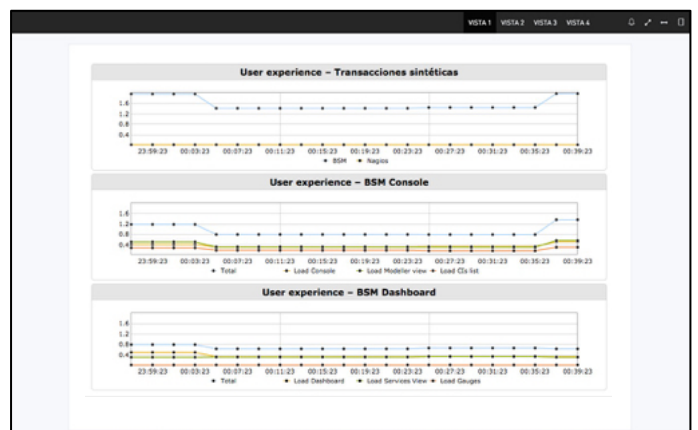 VISTA 1 VISTA 2 VISTA 3 VISTA 4
User experience – Transacciones sintéticas
1.6
1.2
0.8
0.4
23:59:23 00:03:23 00:07:23 00:11:23 00:15:23 00:19:23 00:23:23 00:27:23 00:31:23 00:35:23 00:39:23
BSM Nagios
User experience – BSM Console
1.6
1.2
0.8
0.4
23:59:23 00:03:23 00:07:23 00:11:23 00:15:23 00:19:23 00:23:23 00:27:23 00:31:23 00:35:23 00:39:23
Total Load Console Load Modeller view Load CIs list
User experience – BSM Dashboard
1.6
1.2
0.8
0.4
23:59:23 00:03:23 00:07:23 00:11:23 00:15:23 00:19:23 00:23:23 00:27:23 00:31:23 00:35:23 00:39:23
Total Load Dashboard Load Services View Load Gauges